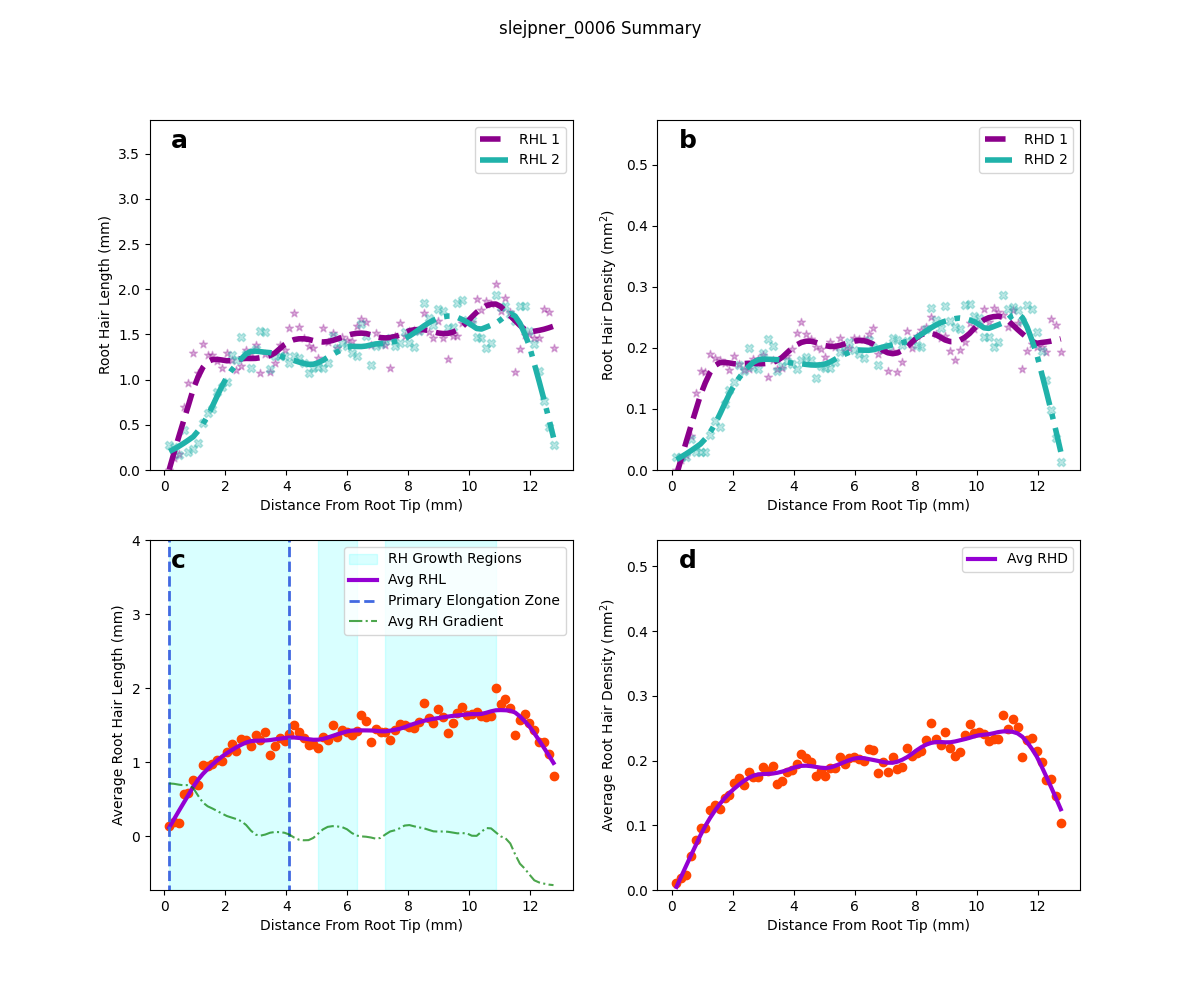 slejpner_0006 Summary
a
RHL 1
RHL 2
3.5
3.0
2.5
2.0
1.5
1.0
0.5
0.0
Root Hair Length (mm)
0 2 4 6 8 10 12
Distance From Root Tip (mm)
b
RHD 1
RHD 2
0.5
0.4
0.3
0.2
0.1
0.0
Root Hair Density (mm²)
0 2 4 6 8 10 12
Distance From Root Tip (mm)
c
RH Growth Regions
Avg RHL
Primary Elongation Zone
Avg RH Gradient
4
3
2
1
0
Average Root Hair Length (mm)
0 2 4 6 8 10 12
Distance From Root Tip (mm)
d
Avg RHD
0.5
0.4
0.3
0.2
0.1
0.0
Average Root Hair Density (mm²)
0 2 4 6 8 10 12
Distance From Root Tip (mm)